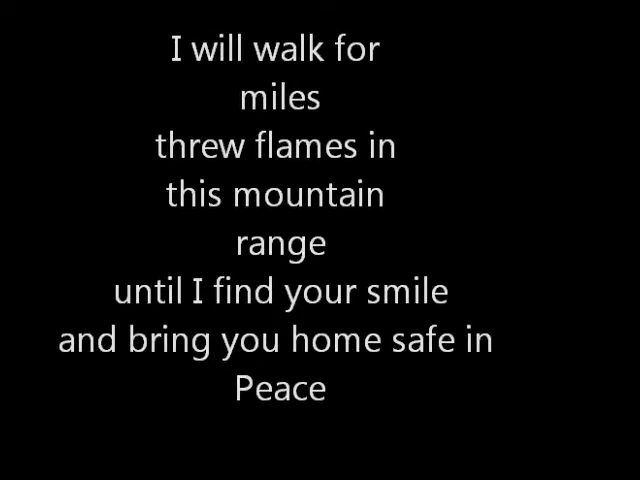 I will walk for
miles
threw flames in
this mountain
range
until I find your smile
and bring you home safe in
Peace